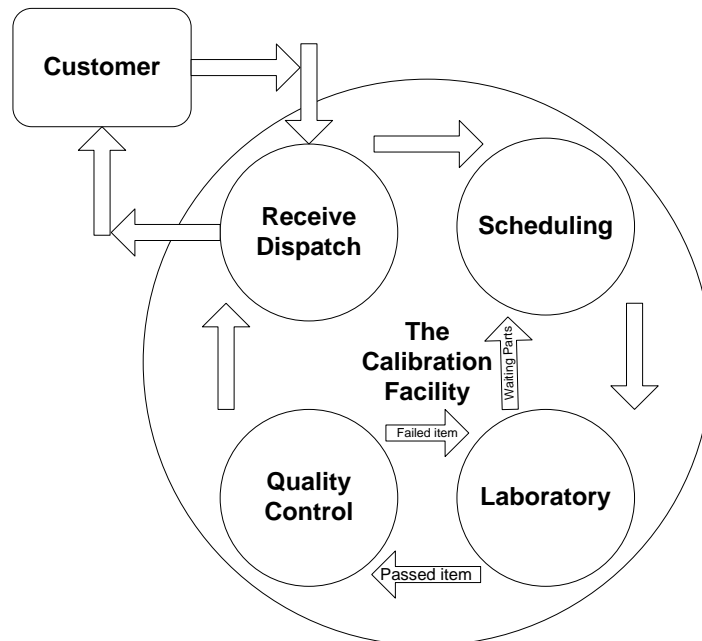 Customer
Receive
Dispatch
Scheduling
The
Calibration
Facility
Waiting Parts
Failed item
Quality
Control
Laboratory
Passed item